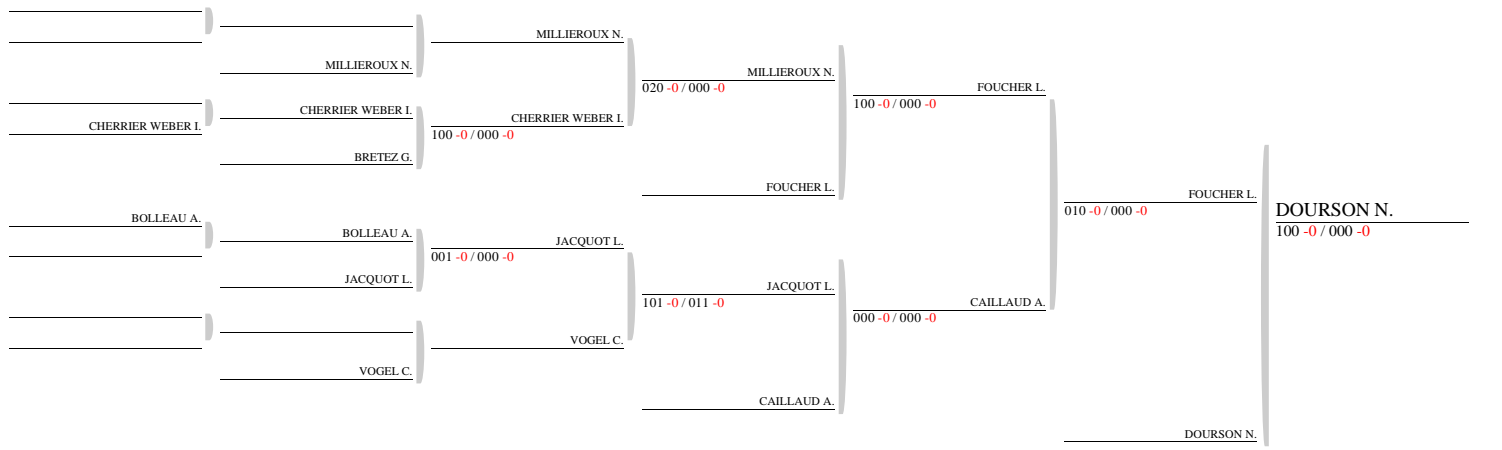 MILLIEROUX N.
CHERRIER WEBER I.
CHERRIER WEBER I.
BRETEZ G.
BOLLEAU A.
BOLLEAU A.
JACQUOT L.
VOGEL C.
MILLIEROUX N.
CHERRIER WEBER I.
100 -0 / 000 -0
JACQUOT L.
001 -0 / 000 -0
VOGEL C.
MILLIEROUX N.
020 -0 / 000 -0
FOUCHER L.
JACQUOT L.
101 -0 / 011 -0
CAILLAUD A.
FOUCHER L.
100 -0 / 000 -0
CAILLAUD A.
000 -0 / 000 -0
FOUCHER L.
010 -0 / 000 -0
DOURSON N.
DOURSON N.
100 -0 / 000 -0